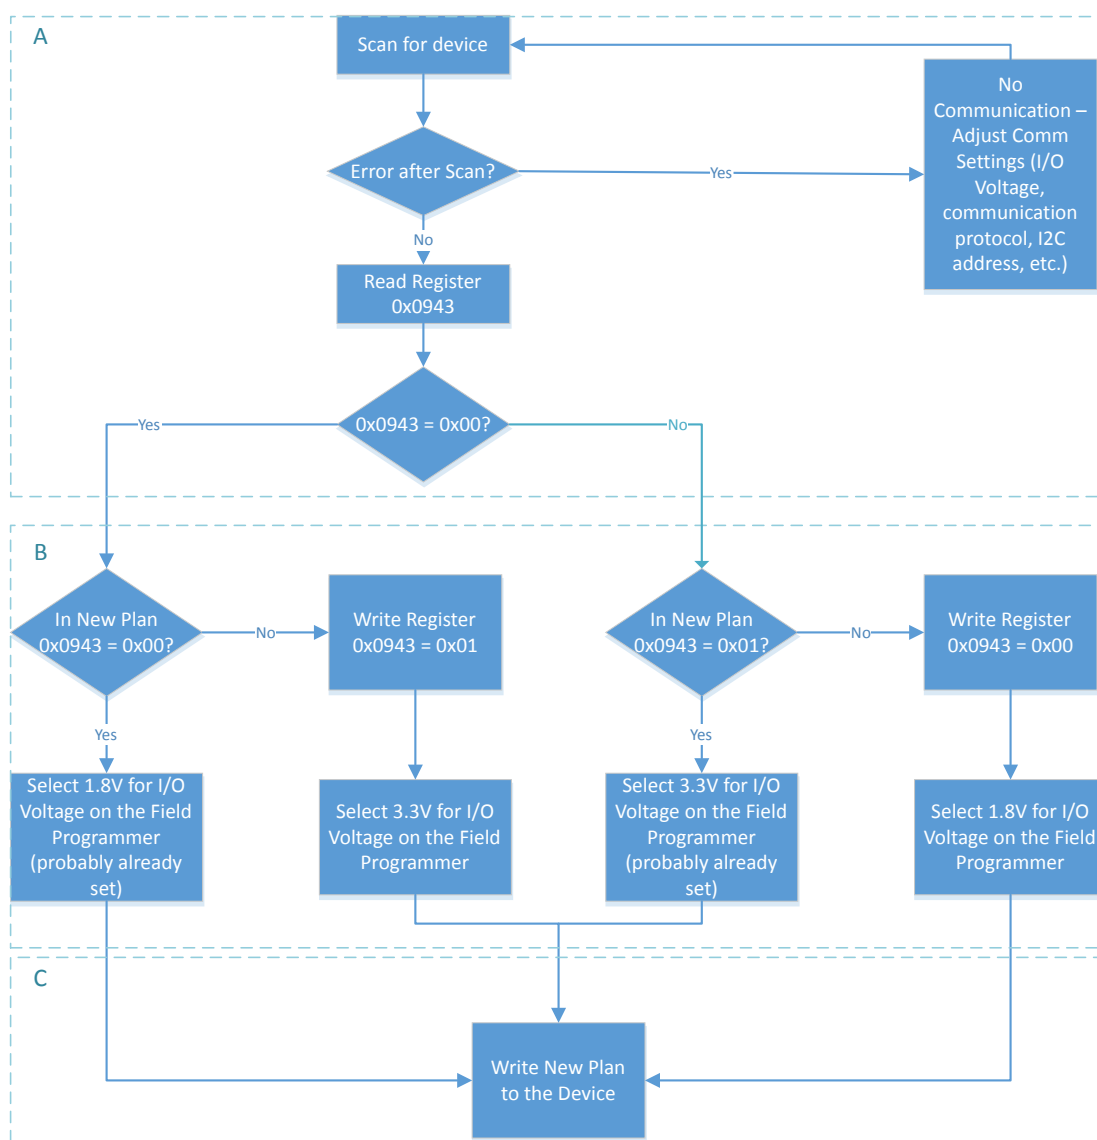 A
Scan for device
No
Communication –
Adjust Comm
Settings (I/O
Voltage,
communication
protocol, I2C
address, etc.)
Error after Scan?
Yes
No
Read Register
0x0943
0x0943 = 0x00?
Yes
No
B
In New Plan
0x0943 = 0x00?
No
Write Register
0x0943 = 0x01
In New Plan
0x0943 = 0x01?
No
Write Register
0x0943 = 0x00
Yes
Yes
Select 1.8V for I/O
Voltage on the Field
Programmer
(probably already
set)
Select 3.3V for I/O
Voltage on the Field
Programmer
Select 3.3V for I/O
Voltage on the Field
Programmer
(probably already
set)
Select 1.8V for I/O
Voltage on the Field
Programmer
C
Write New Plan
to the Device